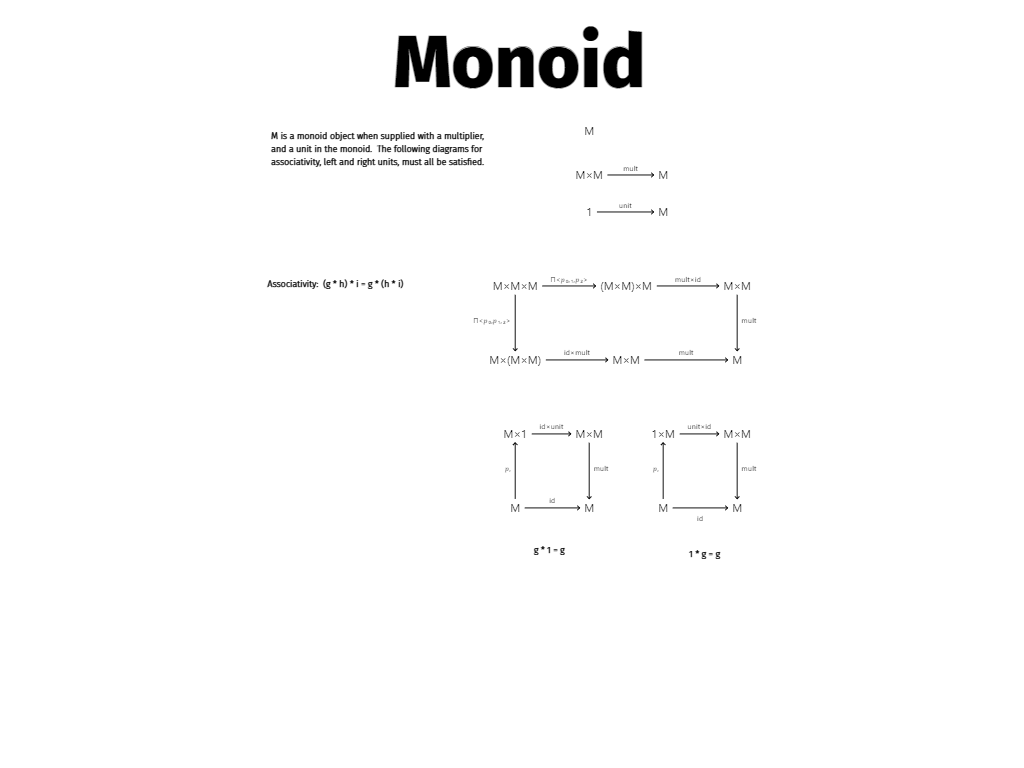 Monoid
M is a monoid object when supplied with a multiplier,
and a unit in the monoid. The following diagrams for
associativity, left and right units, must all be satisfied.
M
M×M mult M
1 unit M
Associativity: (g * h) * i = g * (h * i)
M×M×M (M×M)×M mult×id M×M
mult
M×(M×M) id×mult M×M mult M
M×1 id×unit M×M
mult
M id M
g * 1 = g
1×M unit×id M×M
mult
M id M
1 * g = g